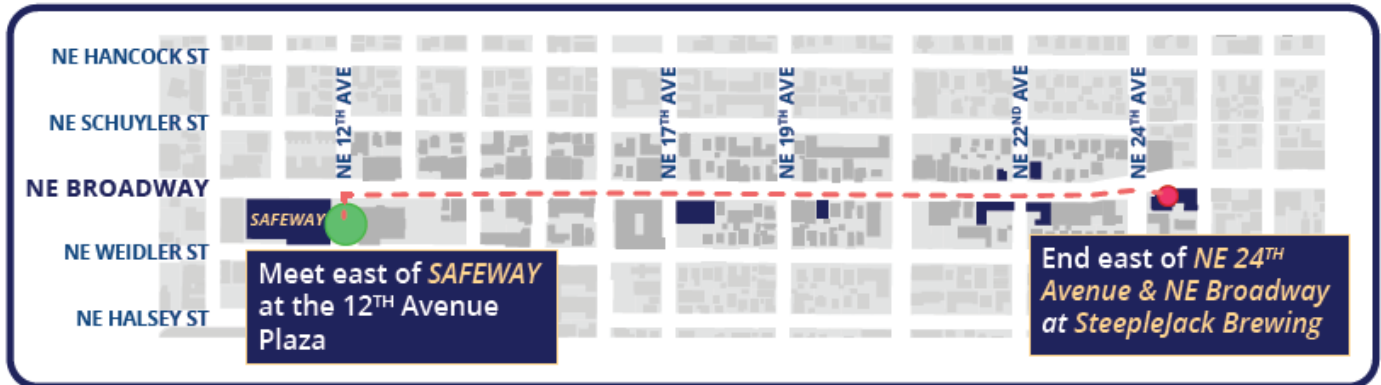 NE HANCOCK ST
NE SCHUYLER ST
NE BROADWAY
NE WEIDLER ST
NE HALSEY ST
NE 12TH AVE
NE 17TH AVE
NE 19TH AVE
NE 22ND AVE
NE 24TH AVE
SAFEWAY
Meet east of SAFEWAY
at the 12TH Avenue
Plaza
End east of NE 24TH
Avenue & NE Broadway
at SteepleJack Brewing